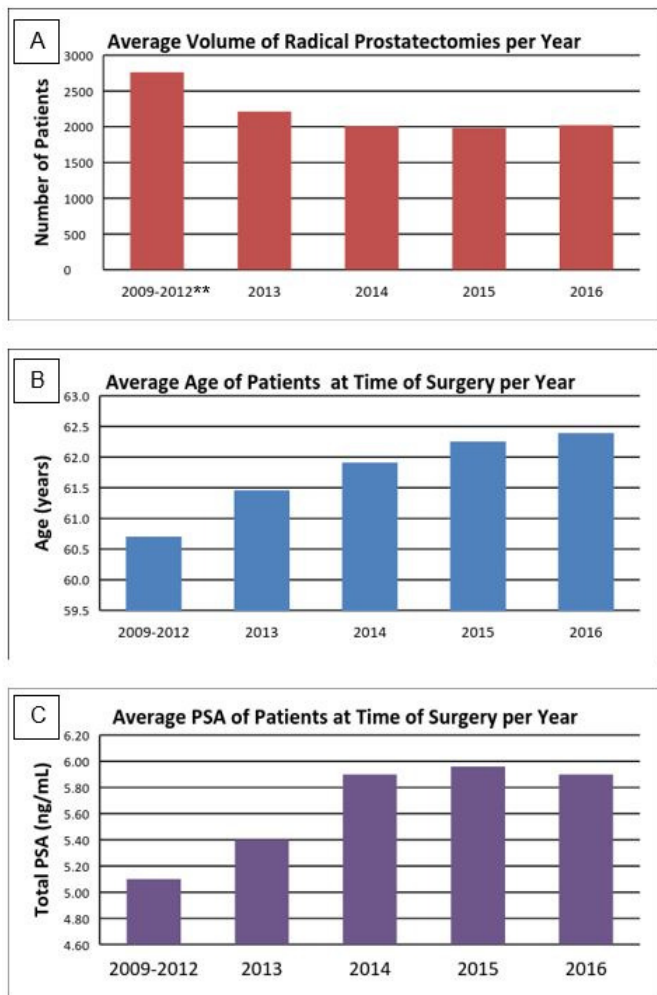 A
Average Volume of Radical Prostatectomies per Year
Number of Patients
3000
2500
2000
1500
1000
500
0
2009-2012** 2013 2014 2015 2016
B
Average Age of Patients at Time of Surgery per Year
Age (years)
63.0
62.5
62.0
61.5
61.0
60.5
60.0
59.5
2009-2012 2013 2014 2015 2016
C
Average PSA of Patients at Time of Surgery per Year
Total PSA (ng/mL)
6.20
6.00
5.80
5.60
5.40
5.20
5.00
4.80
4.60
2009-2012 2013 2014 2015 2016